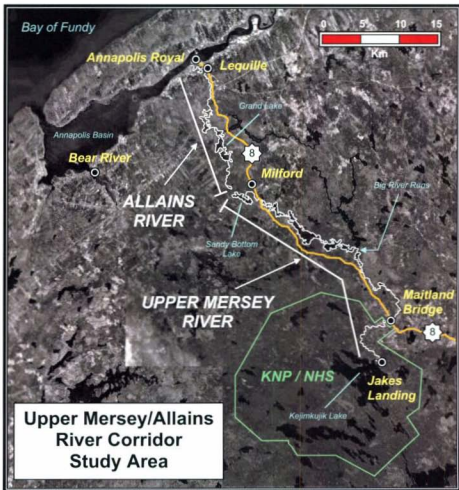 Bay of Fundy
0 5 10 15
Km
Annapolis Royal
Lequille
Grand Lake
Annapolis Basin
Bear River
8
Milford
ALLAINS
RIVER
Big River Runs
Sandy Bottom
Lake
UPPER MERSEY
RIVER
Maitland
Bridge
8
KNP / NHS
Jakes
Landing
Kejimkujik Lake
Upper Mersey/Allains
River Corridor
Study Area